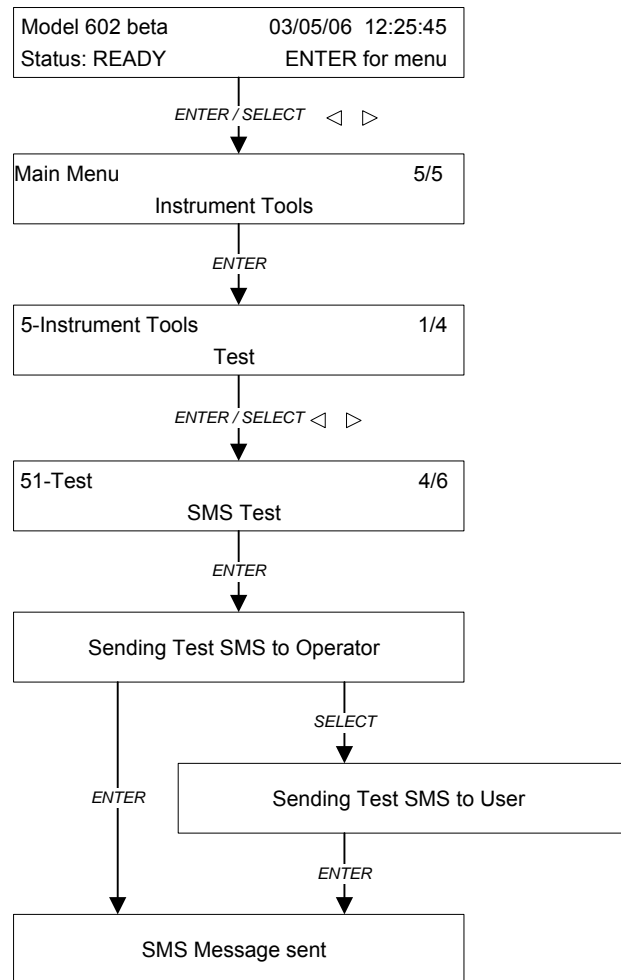 Model 602 beta 03/05/06 12:25:45
Status: READY ENTER for menu
ENTER / SELECT ◁ ▷
Main Menu 5/5
Instrument Tools
ENTER
5-Instrument Tools 1/4
Test
ENTER / SELECT ◁ ▷
51-Test 4/6
SMS Test
ENTER
Sending Test SMS to Operator
SELECT
ENTER
Sending Test SMS to User
ENTER
SMS Message sent